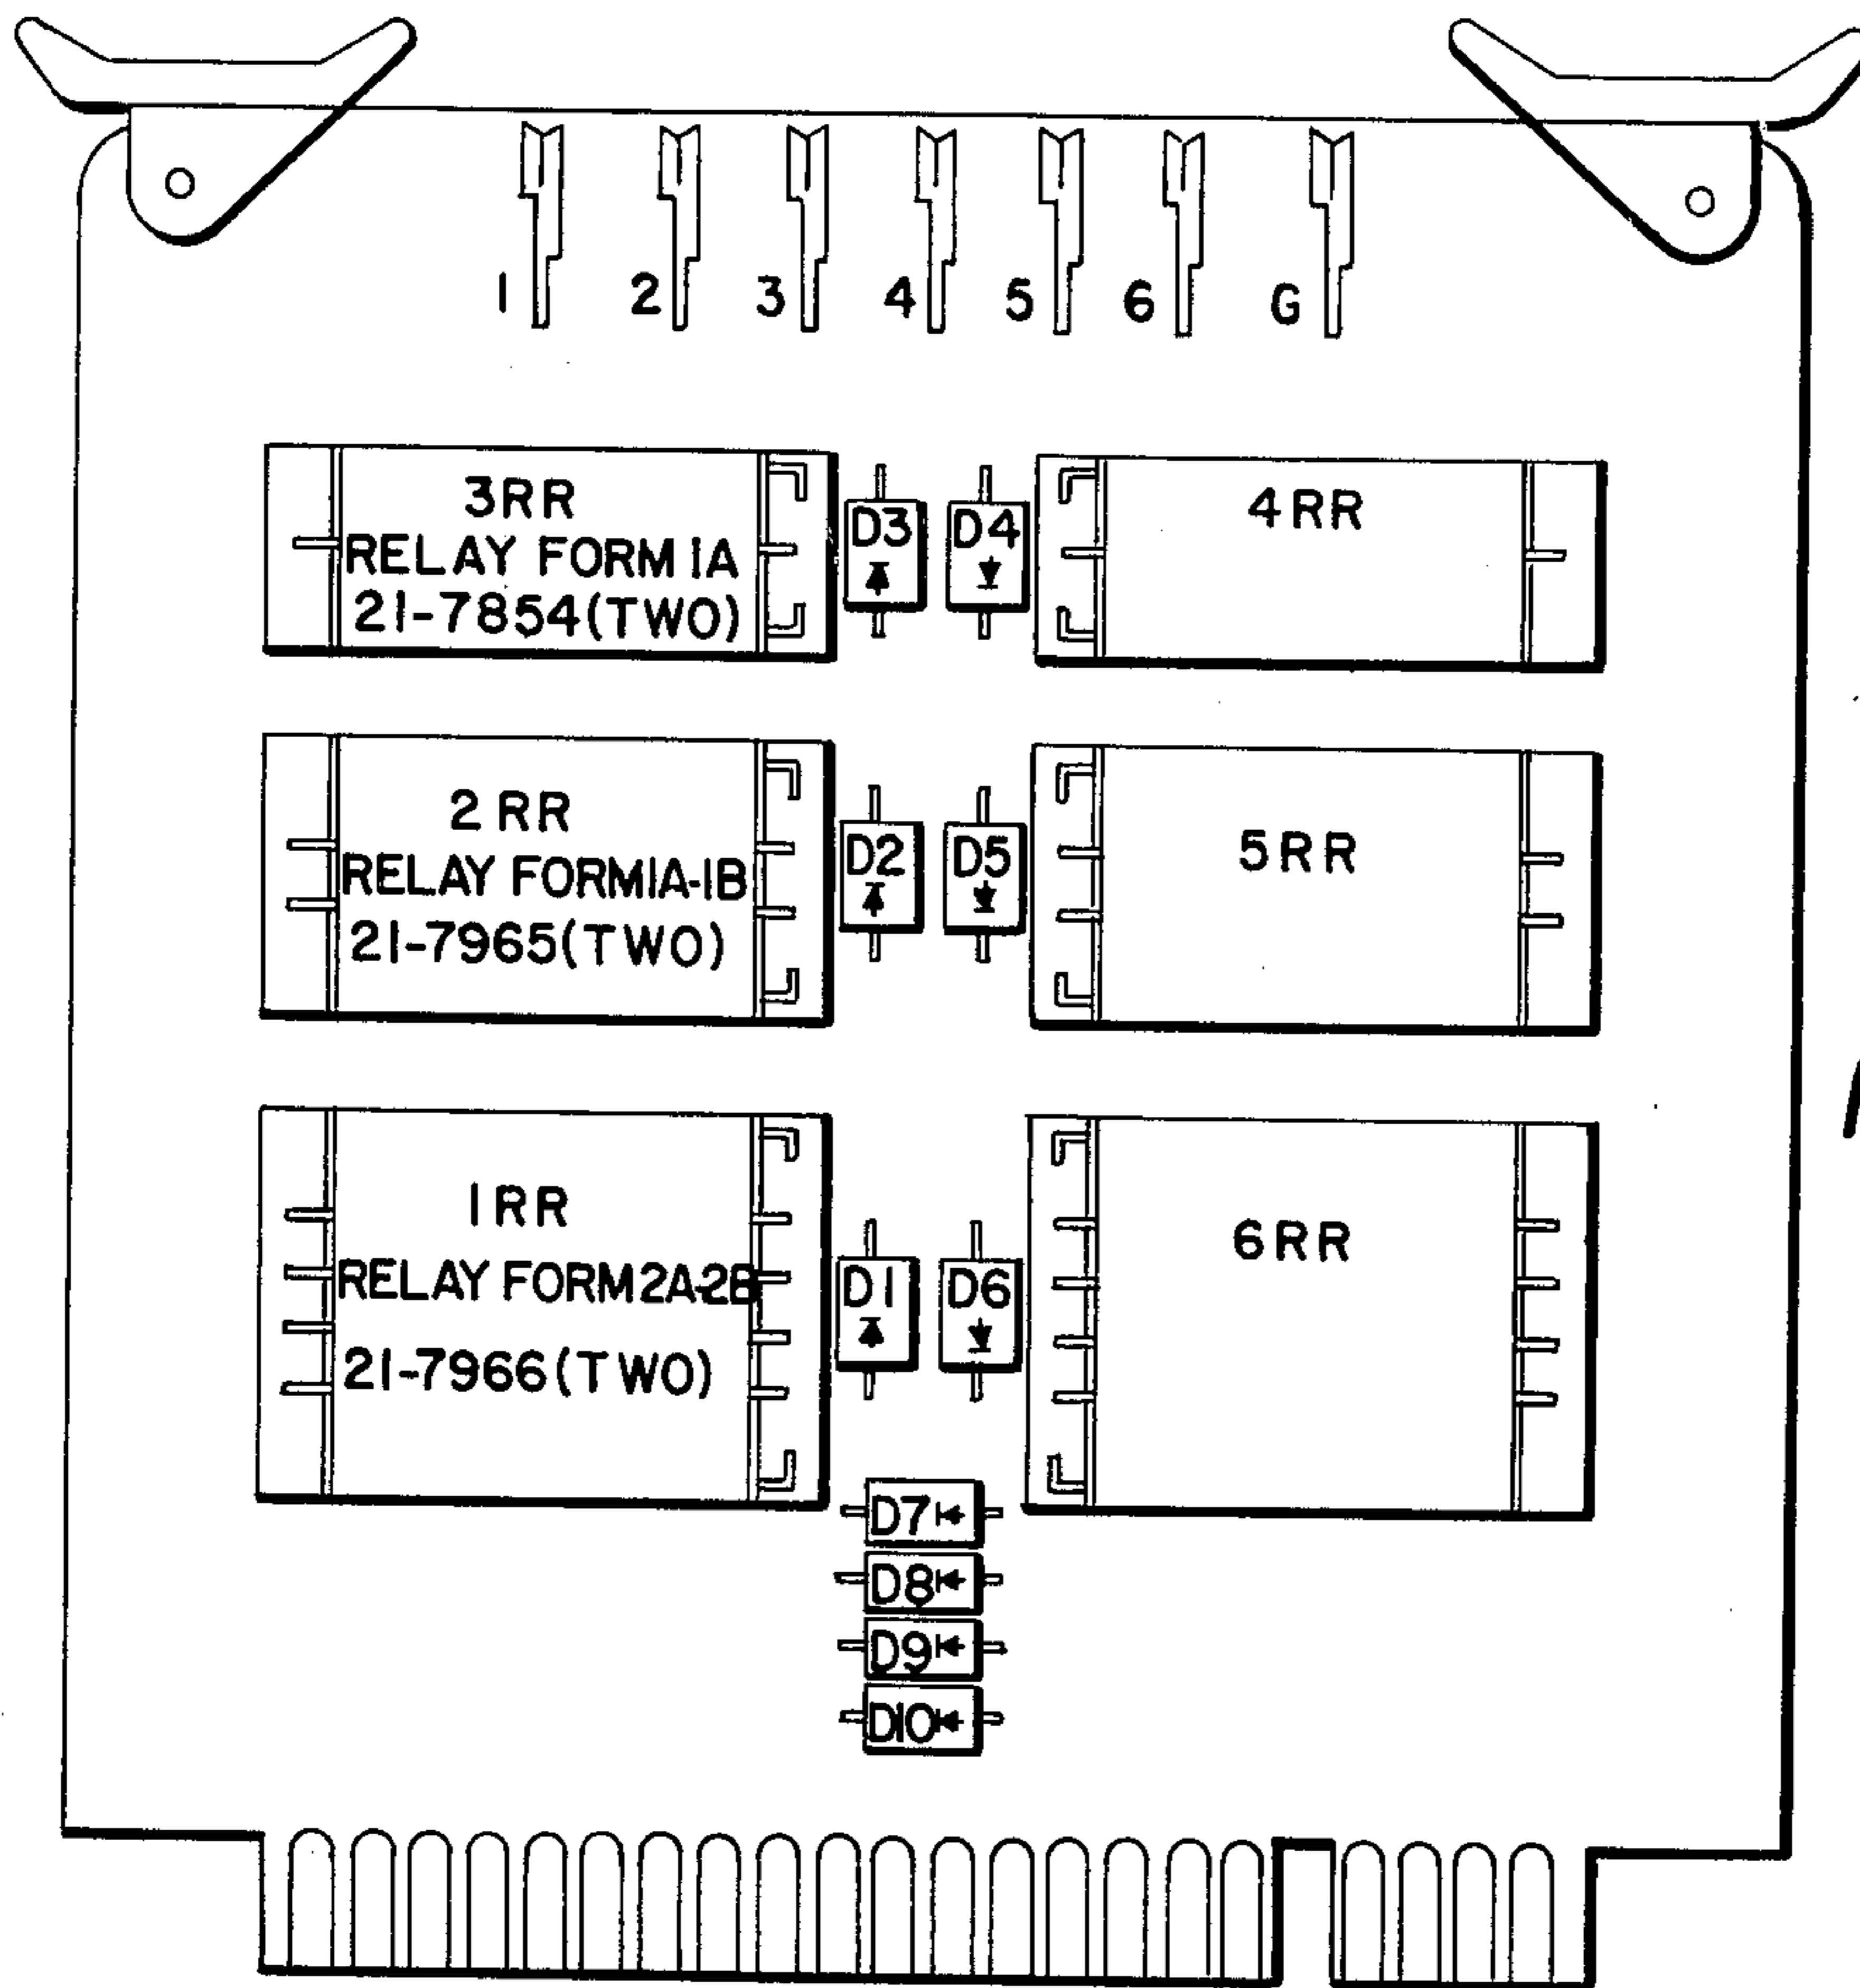 1 2 3 4 5 6 G
3RR
RELAY FORM 1A
21-7854(TWO)
D3
D4
4RR
2 RR
RELAY FORM1A-1B
21-7965(TWO)
D2
D5
5RR
1RR
RELAY FORM2A-2B
21-7966(TWO)
D1
D6
6RR
D7
D8
D9
D10